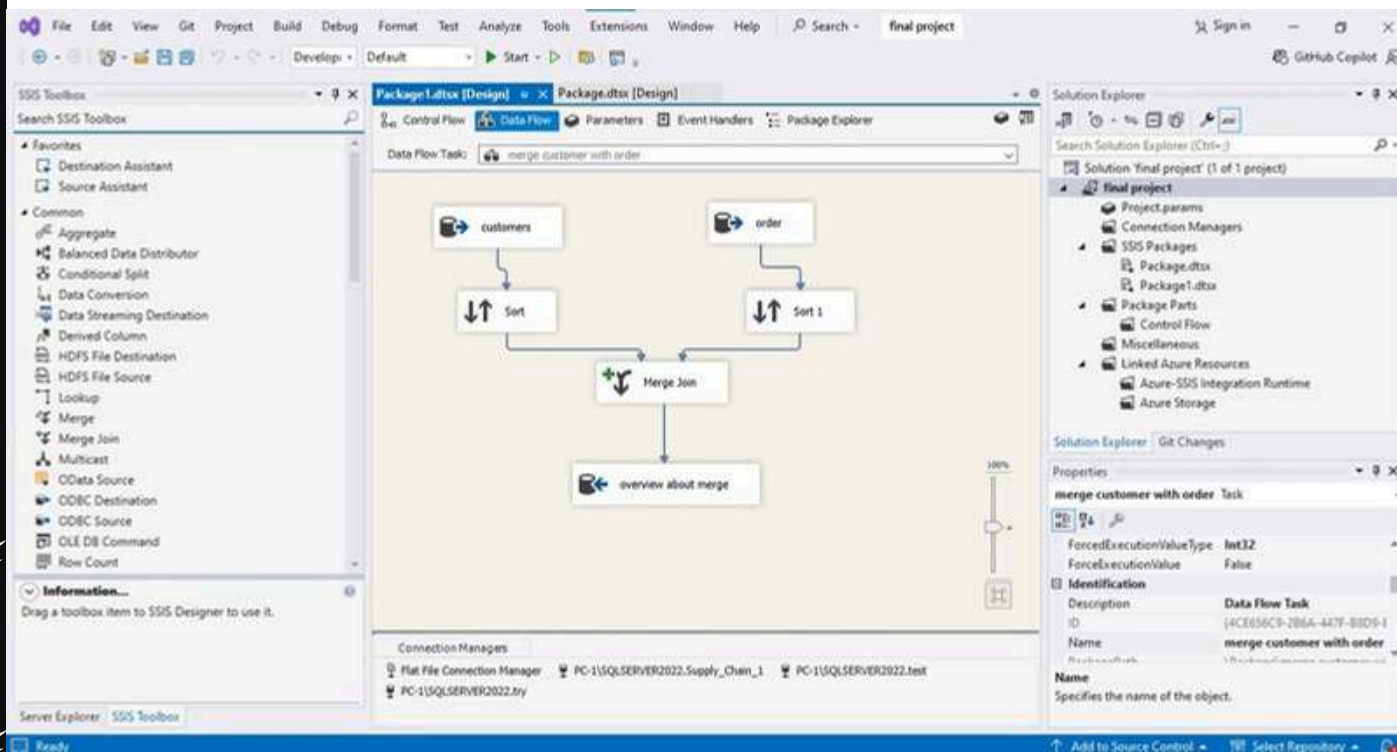 File Edit View Git Project Build Debug Format Test Analyze Tools Extensions Window Help Search final project Sign in
Develop Default Start GitHub Copilot
SSIS Toolbox
Search SSIS Toolbox
Favorites
Destination Assistant
Source Assistant
Common
Aggregate
Balanced Data Distributor
Conditional Split
Data Conversion
Data Streaming Destination
Derived Column
HDFS File Destination
HDFS File Source
Lookup
Merge
Merge Join
Multicast
OData Source
ODBC Destination
ODBC Source
OLE DB Command
Row Count
Information...
Drag a toolbox item to SSIS Designer to use it.
Server Explorer SSIS Toolbox
Package1.dtsx [Design] Package.dtsx [Design]
Control Flow Data Flow Parameters Event Handlers Package Explorer
Data Flow Task: merge customer with order
customers
order
Sort
Sort 1
Merge Join
overview about merge
100%
Connection Managers
Flat File Connection Manager PC-1\SQLSERVER2022.Supply_Chain_1 PC-1\SQLSERVER2022.test
PC-1\SQLSERVER2022.try
Solution Explorer
Search Solution Explorer (Ctrl+;)
Solution 'final project' (1 of 1 project)
final project
Project.params
Connection Managers
SSIS Packages
Package.dtsx
Package1.dtsx
Package Parts
Control Flow
Miscellaneous
Linked Azure Resources
Azure-SSIS Integration Runtime
Azure Storage
Solution Explorer Git Changes
Properties
merge customer with order Task
ForcedExecutionValueType Int32
ForceExecutionValue False
Identification
Description Data Flow Task
ID
Name merge customer with order
Name
Specifies the name of the object.
Ready Add to Source Control Select Repository